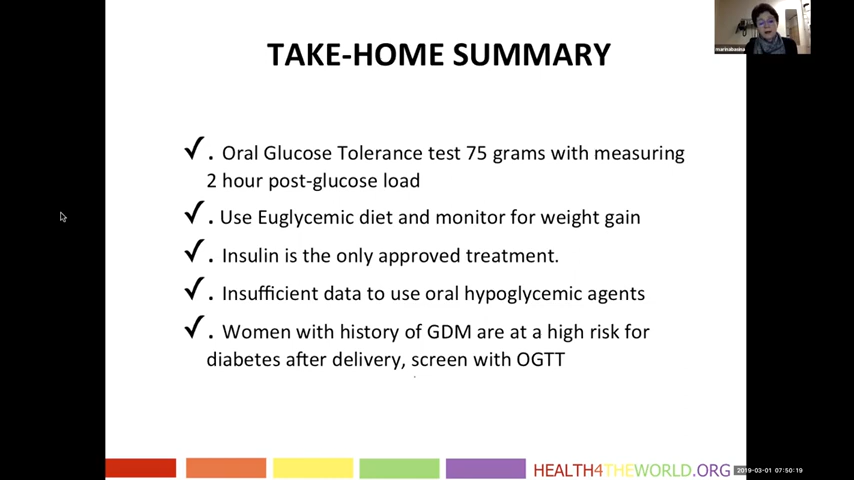 TAKE-HOME SUMMARY
marinabasina
✓. Oral Glucose Tolerance test 75 grams with measuring
2 hour post-glucose load
✓. Use Euglycemic diet and monitor for weight gain
✓. Insulin is the only approved treatment.
✓. Insufficient data to use oral hypoglycemic agents
✓. Women with history of GDM are at a high risk for
diabetes after delivery, screen with OGTT
HEALTH4THEWORLD.ORG
2019-03-01 07:50:19